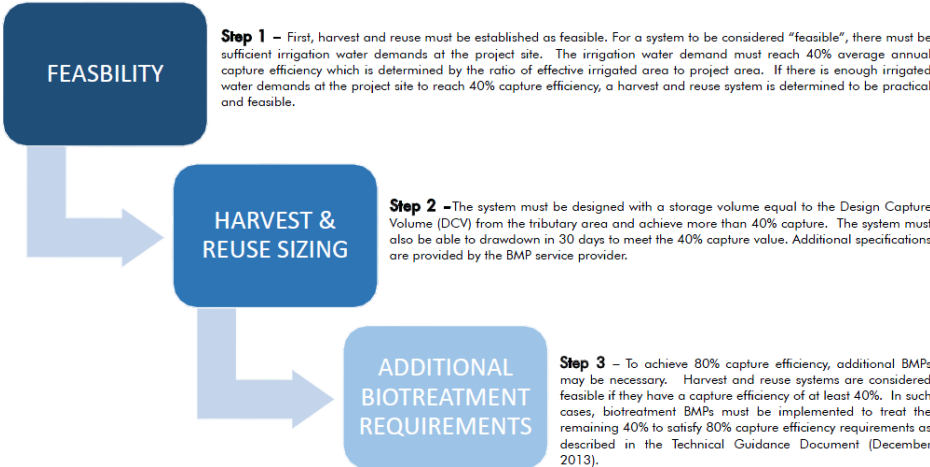 FEASBILITY
Step 1 – First, harvest and reuse must be established as feasible. For a system to be considered “feasible”, there must be
sufficient irrigation water demands at the project site. The irrigation water demand must reach 40% average annual
capture efficiency which is determined by the ratio of effective irrigated area to project area. If there is enough irrigated
water demands at the project site to reach 40% capture efficiency, a harvest and reuse system is determined to be practical
and feasible.
HARVEST &
REUSE SIZING
Step 2 –The system must be designed with a storage volume equal to the Design Capture
Volume (DCV) from the tributary area and achieve more than 40% capture. The system must
also be able to drawdown in 30 days to meet the 40% capture value. Additional specifications
are provided by the BMP service provider.
ADDITIONAL
BIOTREATMENT
REQUIREMENTS
Step 3 – To achieve 80% capture efficiency, additional BMPs
may be necessary. Harvest and reuse systems are considered
feasible if they have a capture efficiency of at least 40%. In such
cases, biotreatment BMPs must be implemented to treat the
remaining 40% to satisfy 80% capture efficiency requirements as
described in the Technical Guidance Document (December
2013).